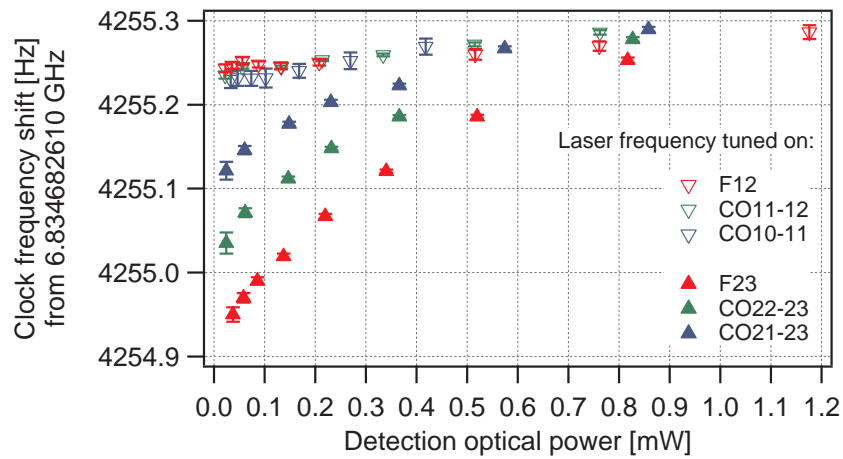 Clock frequency shift [Hz]
from 6.834682610 GHz
4255.3
4255.2
4255.1
4255.0
4254.9
Laser frequency tuned on:
F12
CO11-12
CO10-11
F23
CO22-23
CO21-23
0.0 0.1 0.2 0.3 0.4 0.5 0.6 0.7 0.8 0.9 1.0 1.1 1.2
Detection optical power [mW]